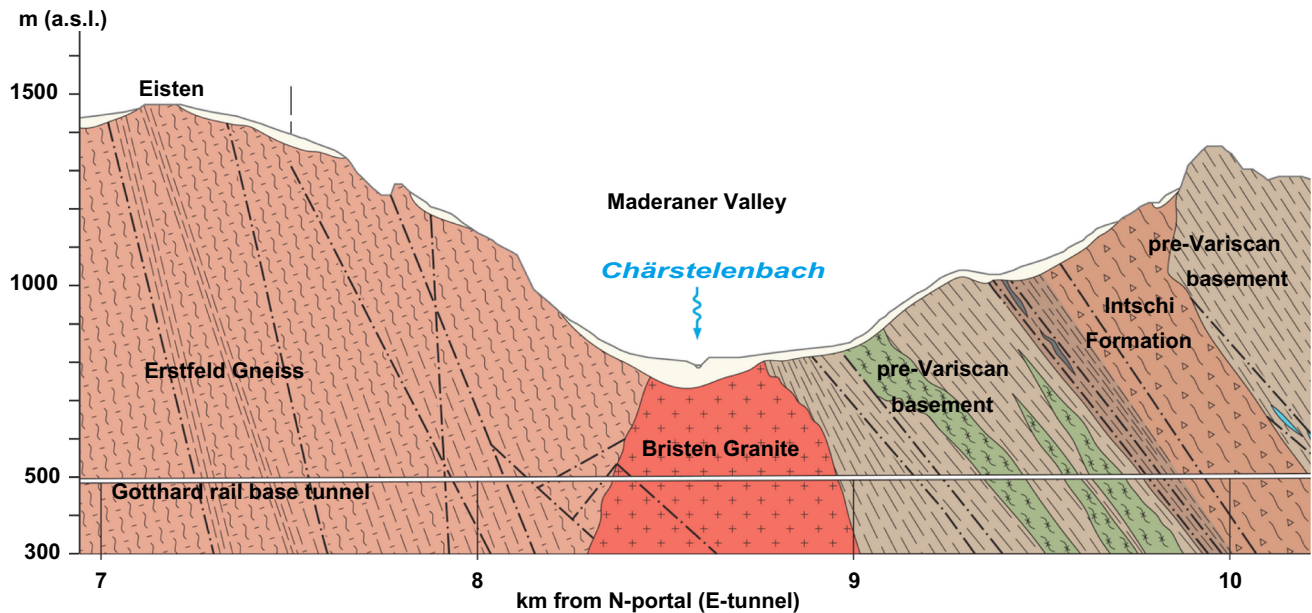 m (a.s.l.)
1500
1000
500
300
Eisten
Maderaner Valley
Chärstelenbach
pre-Variscan
basement
Intschi
Formation
Erstfeld Gneiss
pre-Variscan
basement
Bristen Granite
Gotthard rail base tunnel
7
8
9
10
km from N-portal (E-tunnel)